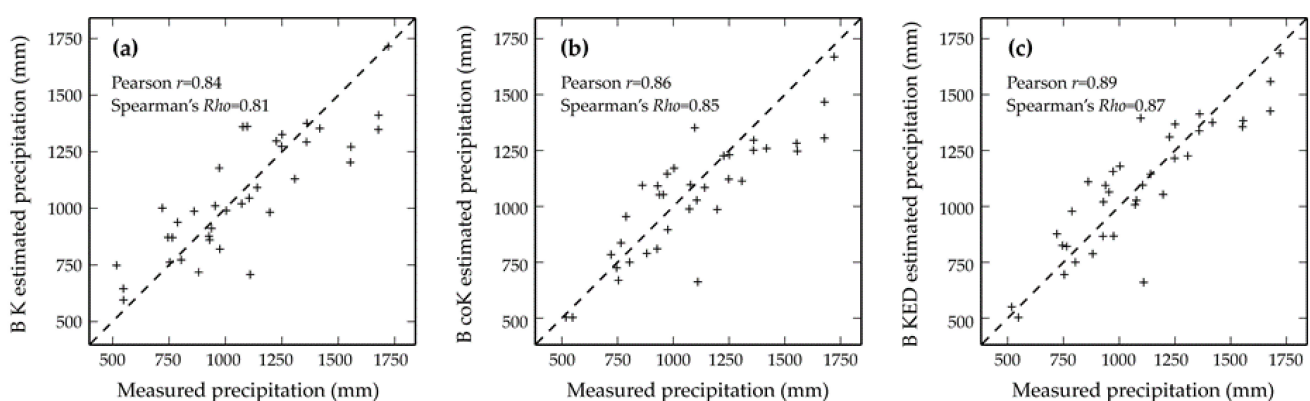 (a)
Pearson r=0.84
Spearman's Rho=0.81
B K estimated precipitation (mm)
1750
1500
1250
1000
750
500
500 750 1000 1250 1500 1750
Measured precipitation (mm)
(b)
Pearson r=0.86
Spearman's Rho=0.85
B coK estimated precipitation (mm)
1750
1500
1250
1000
750
500
500 750 1000 1250 1500 1750
Measured precipitation (mm)
(c)
Pearson r=0.89
Spearman's Rho=0.87
B KED estimated precipitation (mm)
1750
1500
1250
1000
750
500
500 750 1000 1250 1500 1750
Measured precipitation (mm)